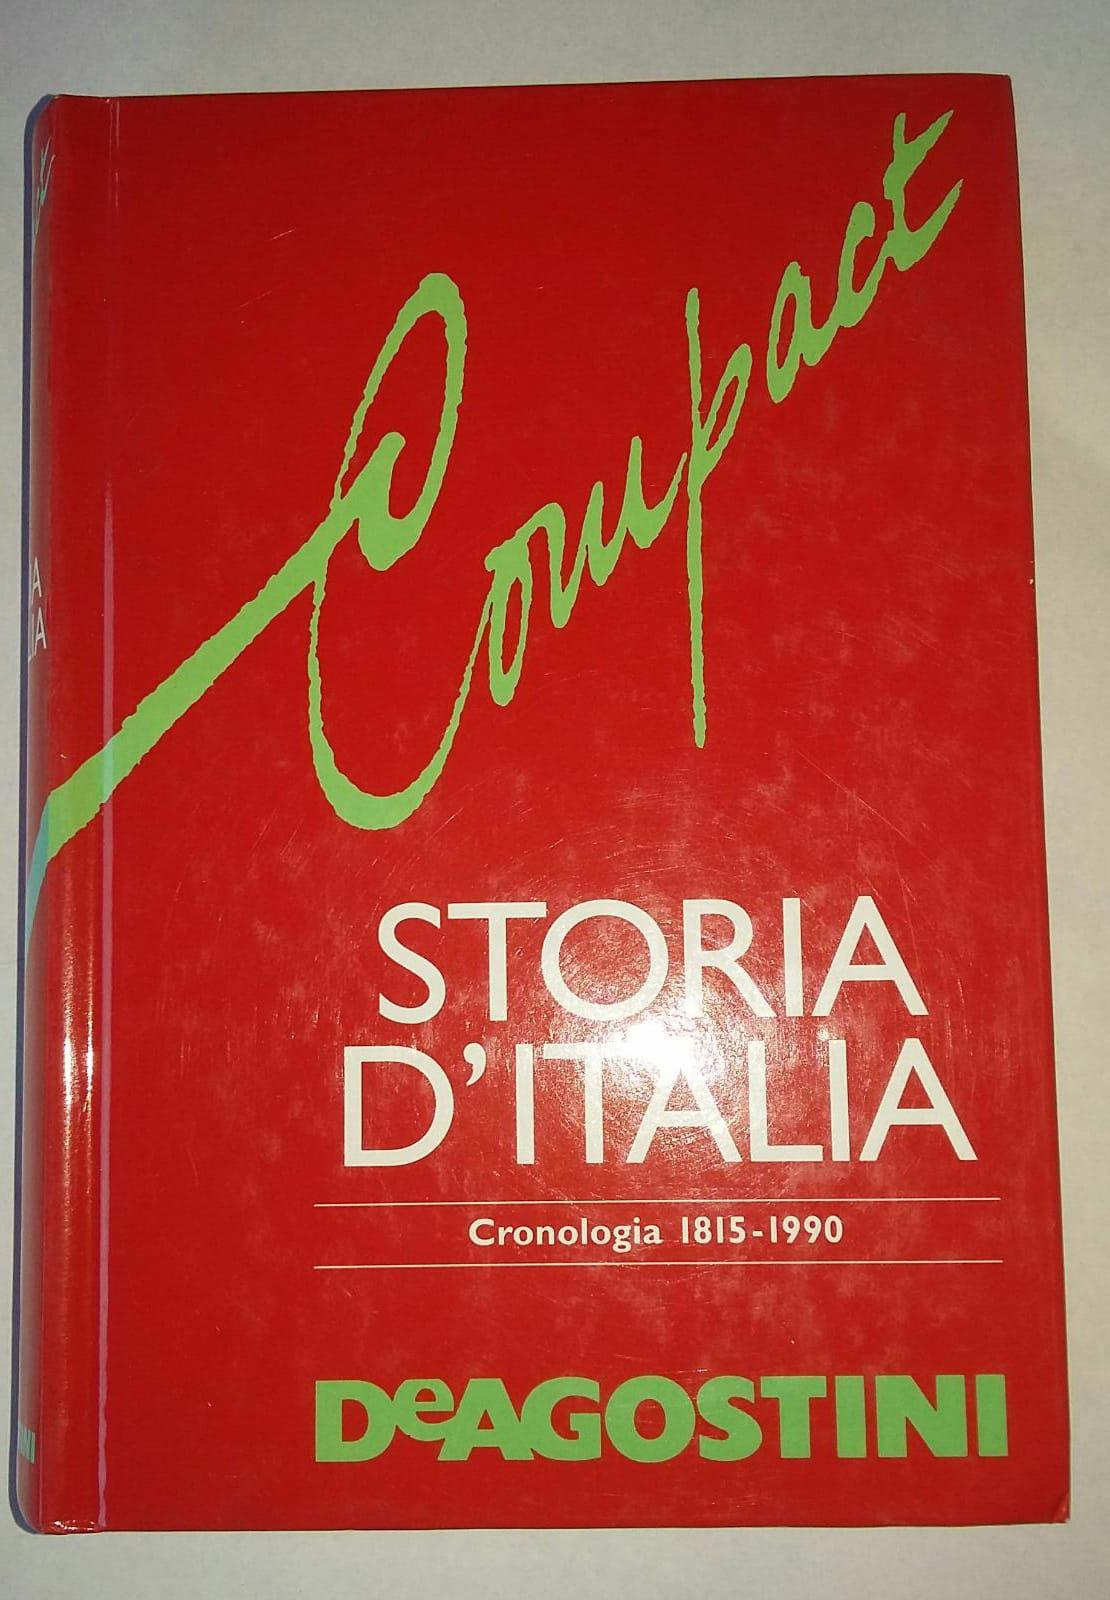 Compact
STORIA
D'ITALIA
Cronologia 1815-1990
DeAGOSTINI